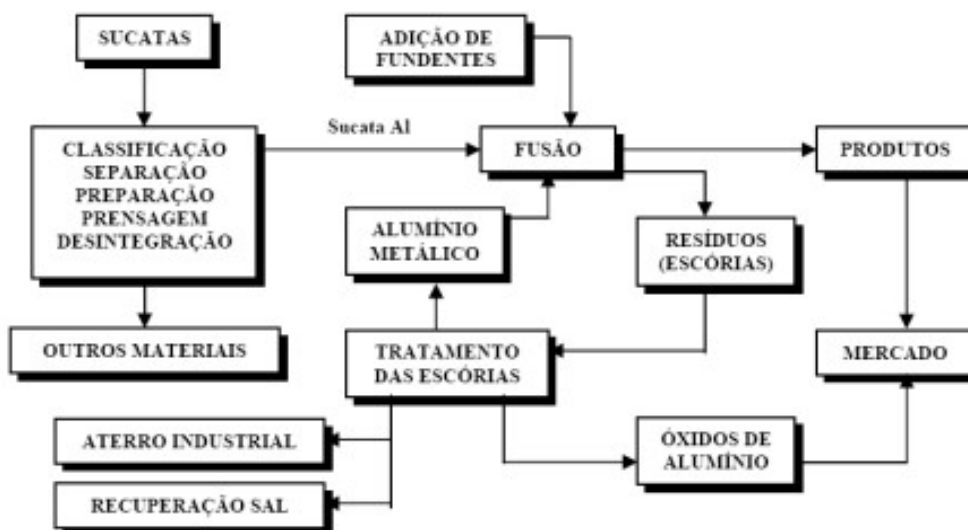 SUCATAS
ADIÇÃO DE
FUNDENTES
CLASSIFICAÇÃO
SEPARAÇÃO
PREPARAÇÃO
PRENSAGEM
DESINTEGRAÇÃO
Sucata Al
FUSÃO
PRODUTOS
ALUMÍNIO
METÁLICO
RESÍDUOS
(ESCÓRIAS)
OUTROS MATERIAIS
TRATAMENTO
DAS ESCÓRIAS
MERCADO
ATERRO INDUSTRIAL
ÓXIDOS DE
ALUMÍNIO
RECUPERAÇÃO SAL